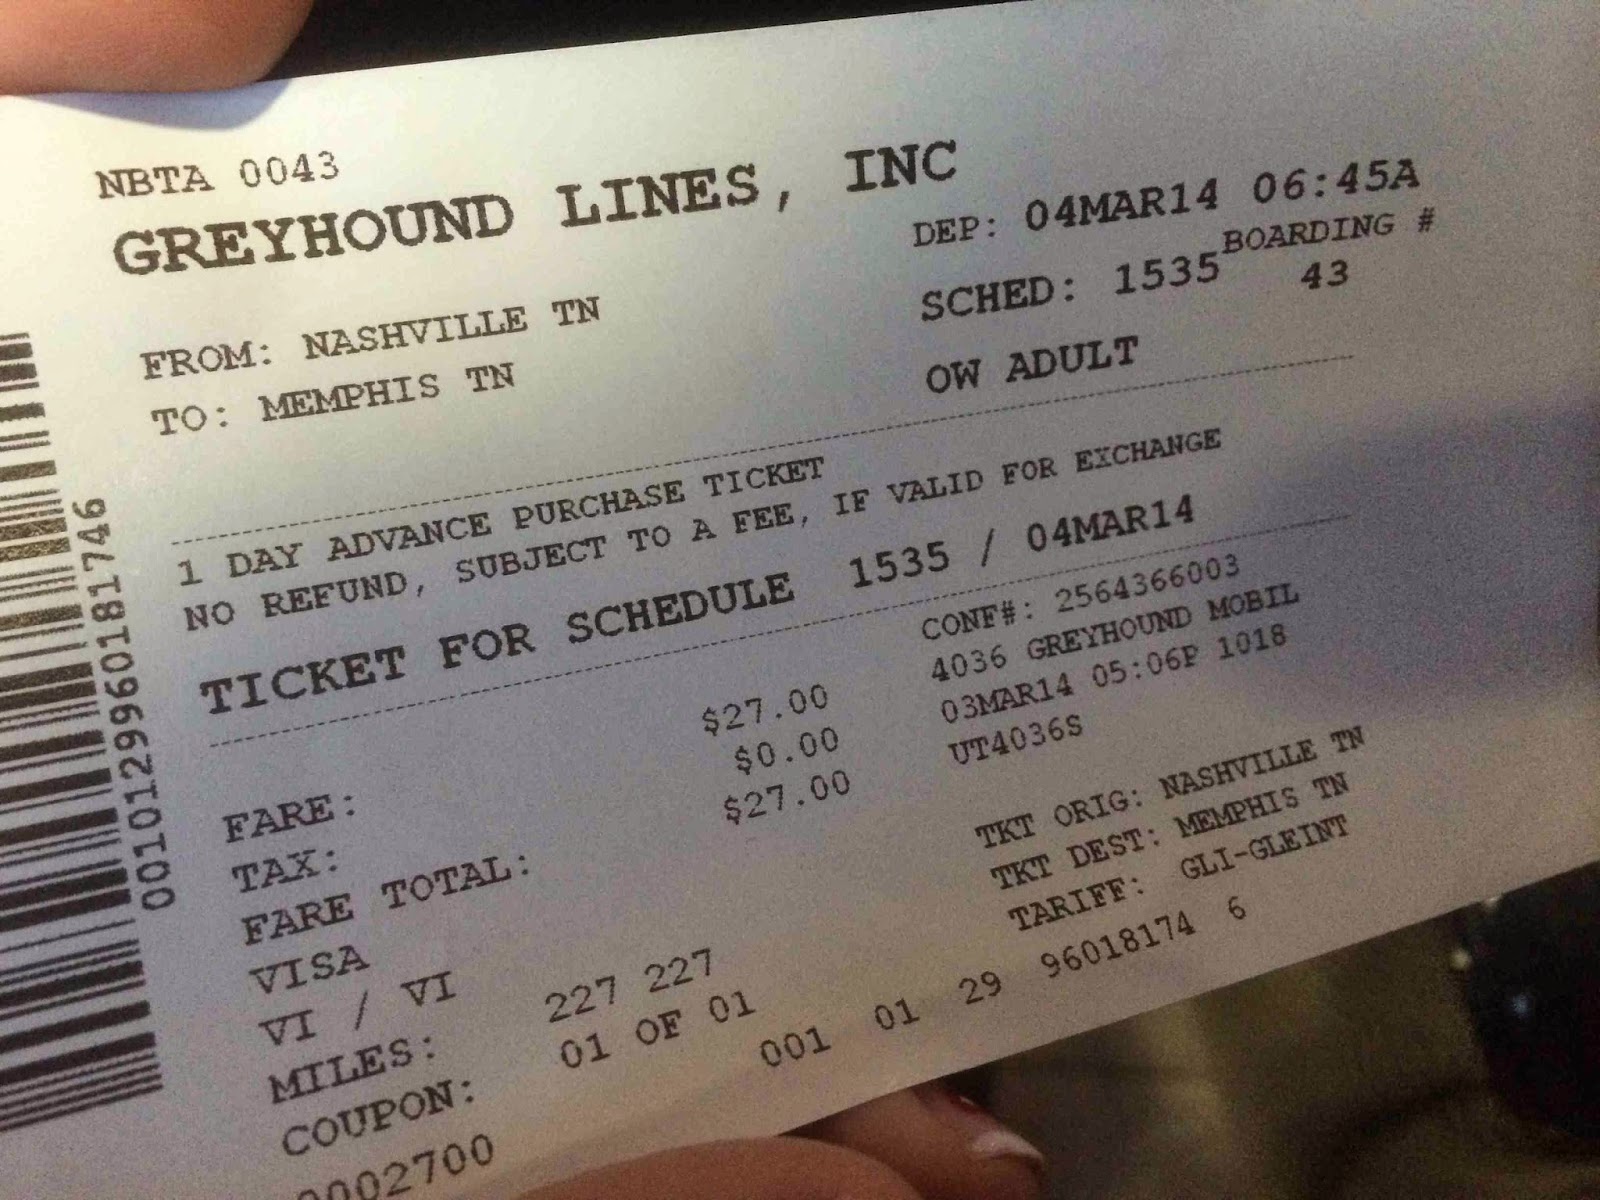 NBTA 0043
GREYHOUND LINES, INC
DEP: 04MAR14 06:45A
SCHED: 1535 BOARDING #
43
FROM: NASHVILLE TN
TO: MEMPHIS TN
OW ADULT
1 DAY ADVANCE PURCHASE TICKET
NO REFUND, SUBJECT TO A FEE, IF VALID FOR EXCHANGE
TICKET FOR SCHEDULE 1535 / 04MAR14
CONF#: 2564366003
4036 GREYHOUND MOBIL
03MAR14 05:06P 1018
UT4036S
FARE: $27.00
TAX: $0.00
FARE TOTAL: $27.00
VISA
VI / VI
MILES: 227 227
COUPON: 01 OF 01
TKT ORIG: NASHVILLE TN
TKT DEST: MEMPHIS TN
TARIFF: GLI-GLEINT
001 01 29 96018174 6
0002700
00101299601817​46